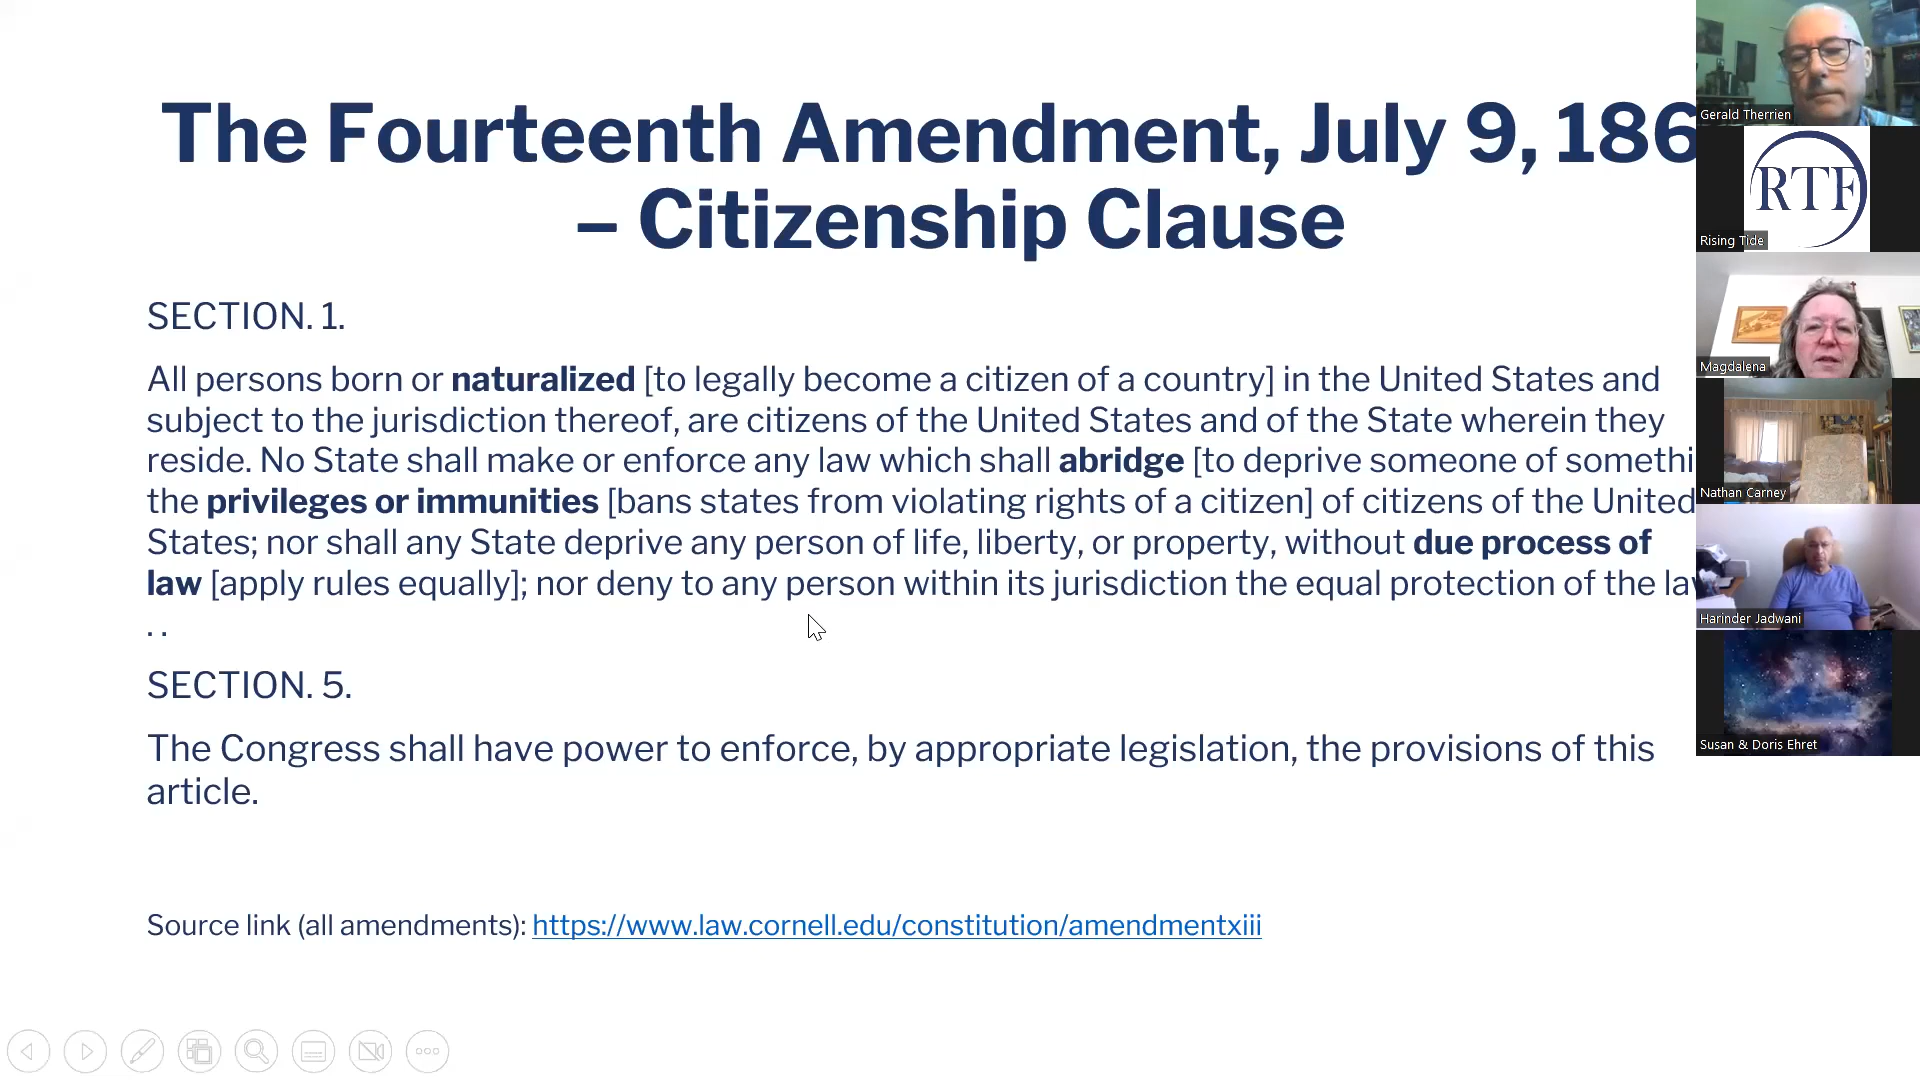 The Fourteenth Amendment, July 9, 186
– Citizenship Clause
SECTION. 1.
All persons born or naturalized [to legally become a citizen of a country] in the United States and
subject to the jurisdiction thereof, are citizens of the United States and of the State wherein they
reside. No State shall make or enforce any law which shall abridge [to deprive someone of somethi
the privileges or immunities [bans states from violating rights of a citizen] of citizens of the United
States; nor shall any State deprive any person of life, liberty, or property, without due process of
law [apply rules equally]; nor deny to any person within its jurisdiction the equal protection of the la
. .
SECTION. 5.
The Congress shall have power to enforce, by appropriate legislation, the provisions of this
article.
Source link (all amendments): https://www.law.cornell.edu/constitution/amendmentxiii
Gerald Therrien
RTF
Rising Tide
Magdalena
Nathan Carney
Harinder Jadwani
Susan & Doris Ehret